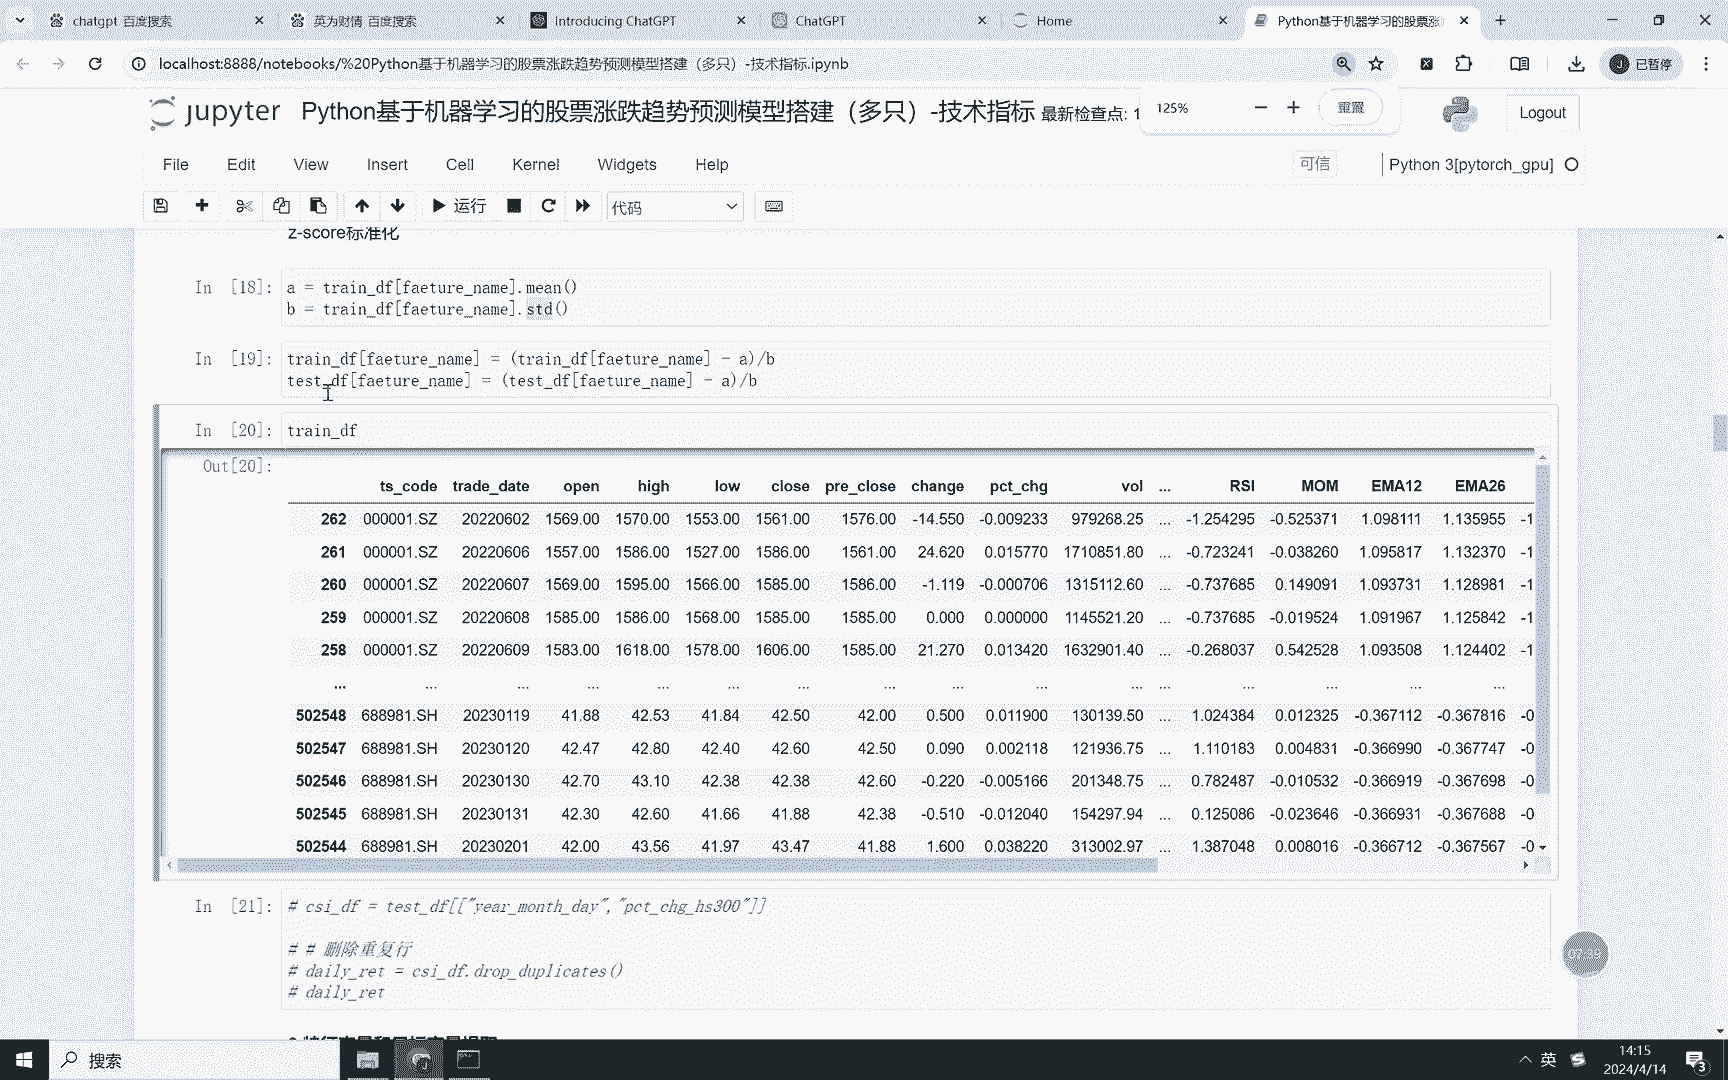 chatgpt 百度搜索
英为财情 百度搜索
Introducing ChatGPT
ChatGPT
Home
Python基于机器学习的股票涨
localhost:8888/notebooks/%20Python基于机器学习的股票涨跌趋势预测模型搭建（多只）-技术指标.ipynb
J 已暂停
jupyter Python基于机器学习的股票涨跌趋势预测模型搭建（多只）-技术指标 最新检查点: 1
125% 重置
Logout
File Edit View Insert Cell Kernel Widgets Help
可信 Python 3[pytorch_gpu]
运行 代码
z-score标准化
In [18]: a = train_df[faeture_name].mean()
b = train_df[faeture_name].std()
In [19]: train_df[faeture_name] = (train_df[faeture_name] - a)/b
test_df[faeture_name] = (test_df[faeture_name] - a)/b
In [20]: train_df
Out[20]:
ts_code trade_date open high low close pre_close change pct_chg vol ... RSI MOM EMA12 EMA26
262 000001.SZ 20220602 1569.00 1570.00 1553.00 1561.00 1576.00 -14.550 -0.009233 979268.25 ... -1.254295 -0.525371 1.098111 1.135955 -1
261 000001.SZ 20220606 1557.00 1586.00 1527.00 1586.00 1561.00 24.620 0.015770 1710851.80 ... -0.723241 -0.038260 1.095817 1.132370 -1
260 000001.SZ 20220607 1569.00 1595.00 1566.00 1585.00 1586.00 -1.119 -0.000706 1315112.60 ... -0.737685 0.149091 1.093731 1.128981 -1
259 000001.SZ 20220608 1585.00 1586.00 1568.00 1585.00 1585.00 0.000 0.000000 1145521.20 ... -0.737685 -0.019524 1.091967 1.125842 -1
258 000001.SZ 20220609 1583.00 1618.00 1578.00 1606.00 1585.00 21.270 0.013420 1632901.40 ... -0.268037 0.542528 1.093508 1.124402 -1
... ... ... ... ... ... ... ... ... ... ... ... ... ... ... ...
502548 688981.SH 20230119 41.88 42.53 41.84 42.50 42.00 0.500 0.011900 130139.50 ... 1.024384 0.012325 -0.367112 -0.367816 -0
502547 688981.SH 20230120 42.47 42.80 42.40 42.60 42.50 0.090 0.002118 121936.75 ... 1.110183 0.004831 -0.366990 -0.367747 -0
502546 688981.SH 20230130 42.70 43.10 42.38 42.38 42.60 -0.220 -0.005166 201348.75 ... 0.782487 -0.010532 -0.366919 -0.367698 -0
502545 688981.SH 20230131 42.30 42.60 41.66 41.88 42.38 -0.510 -0.012040 154297.94 ... 0.125086 -0.023646 -0.366931 -0.367688 -0
502544 688981.SH 20230201 42.00 43.56 41.97 43.47 41.88 1.600 0.038220 313002.97 ... 1.387048 0.008016 -0.366712 -0.367567 -0
In [21]: # csi_df = test_df[["year_month_day","pct_chg_hs300"]]
# # 删除重复行
# daily_ret = csi_df.drop_duplicates()
# daily_ret
搜索
英
14:15
2024/4/14
3